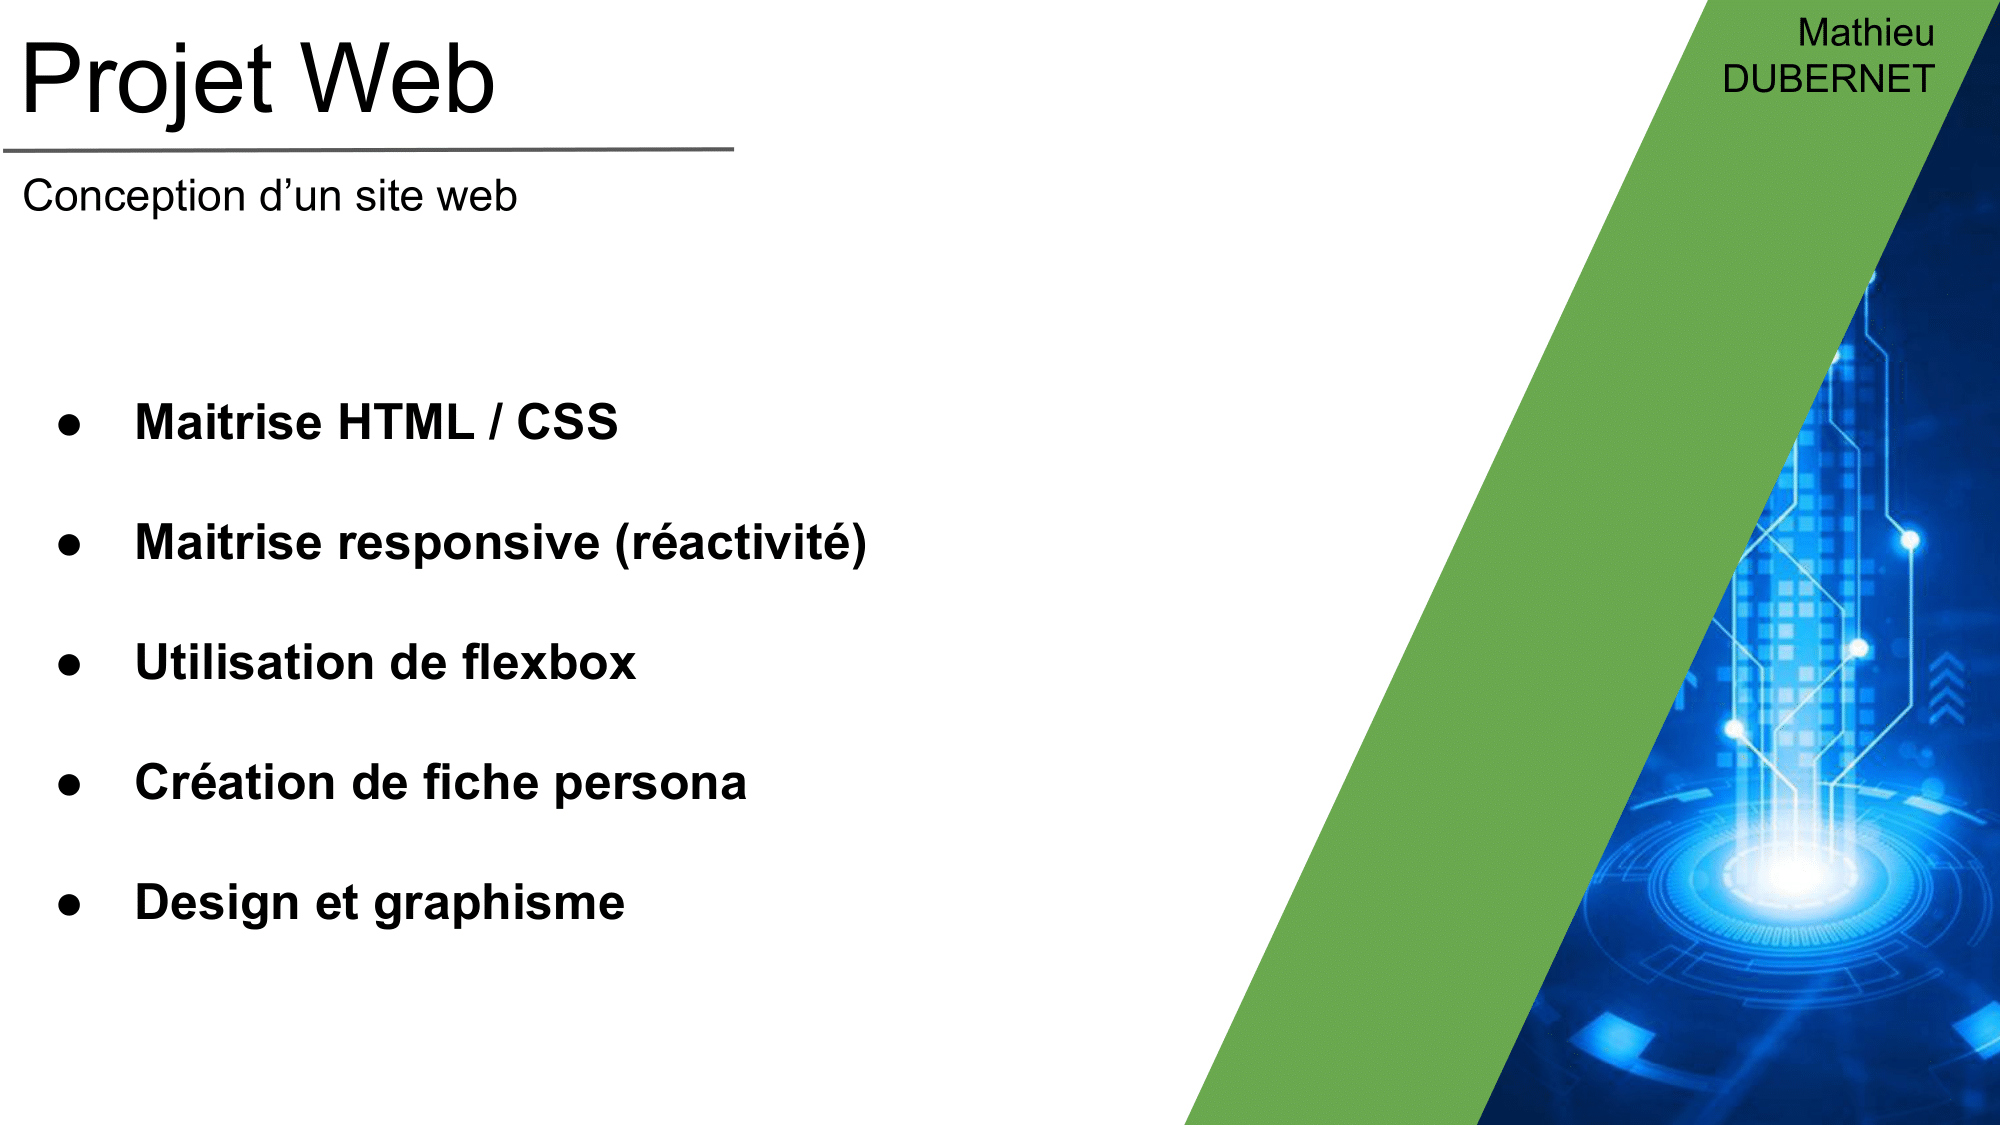 Projet Web
Mathieu
DUBERNET
Conception d’un site web
● Maitrise HTML / CSS
● Maitrise responsive (réactivité)
● Utilisation de flexbox
● Création de fiche persona
● Design et graphisme